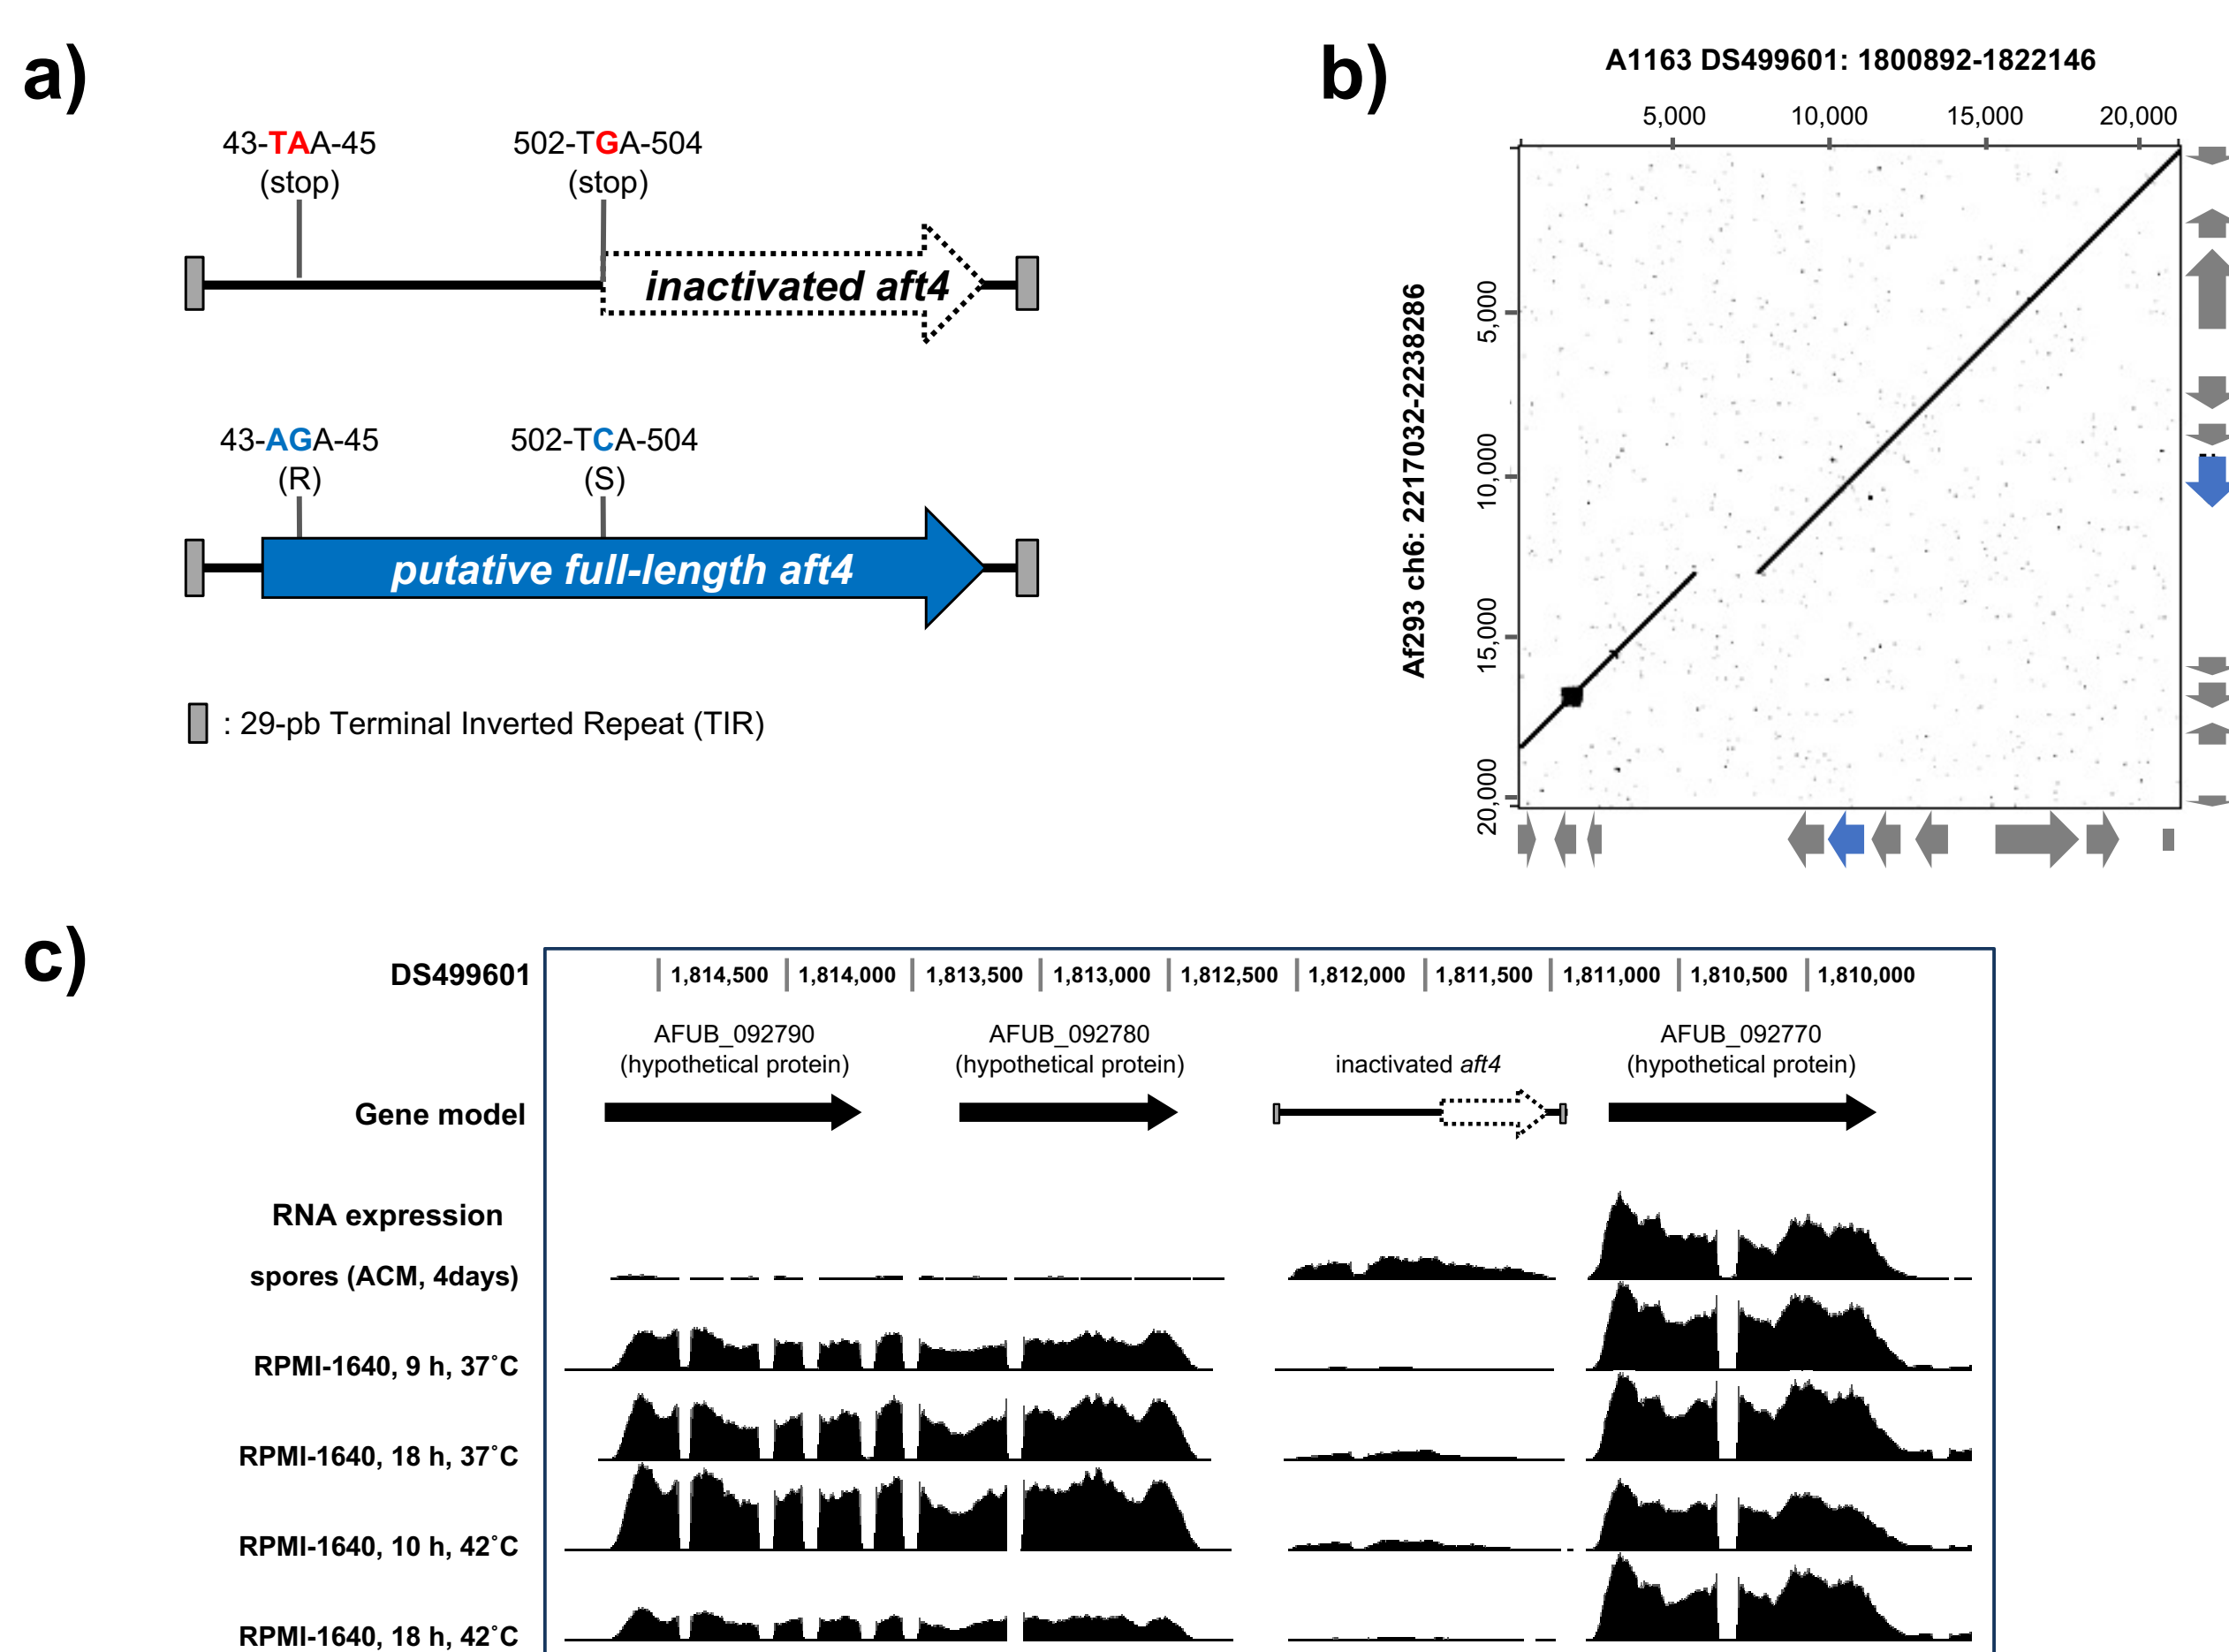 a)
43-TAA-45
(stop)
502-TGA-504
(stop)
inactivated aft4
43-AGA-45
(R)
502-TCA-504
(S)
putative full-length aft4
: 29-pb Terminal Inverted Repeat (TIR)
b)
A1163 DS499601: 1800892-1822146
5,000 10,000 15,000 20,000
Af293 ch6: 2217032-2238286
5,000
10,000
15,000
20,000
c)
DS499601
1,814,500 1,814,000 1,813,500 1,813,000 1,812,500 1,812,000 1,811,500 1,811,000 1,810,500 1,810,000
AFUB_092790
(hypothetical protein)
AFUB_092780
(hypothetical protein)
inactivated aft4
AFUB_092770
(hypothetical protein)
Gene model
RNA expression
spores (ACM, 4days)
RPMI-1640, 9 h, 37˚C
RPMI-1640, 18 h, 37˚C
RPMI-1640, 10 h, 42˚C
RPMI-1640, 18 h, 42˚C